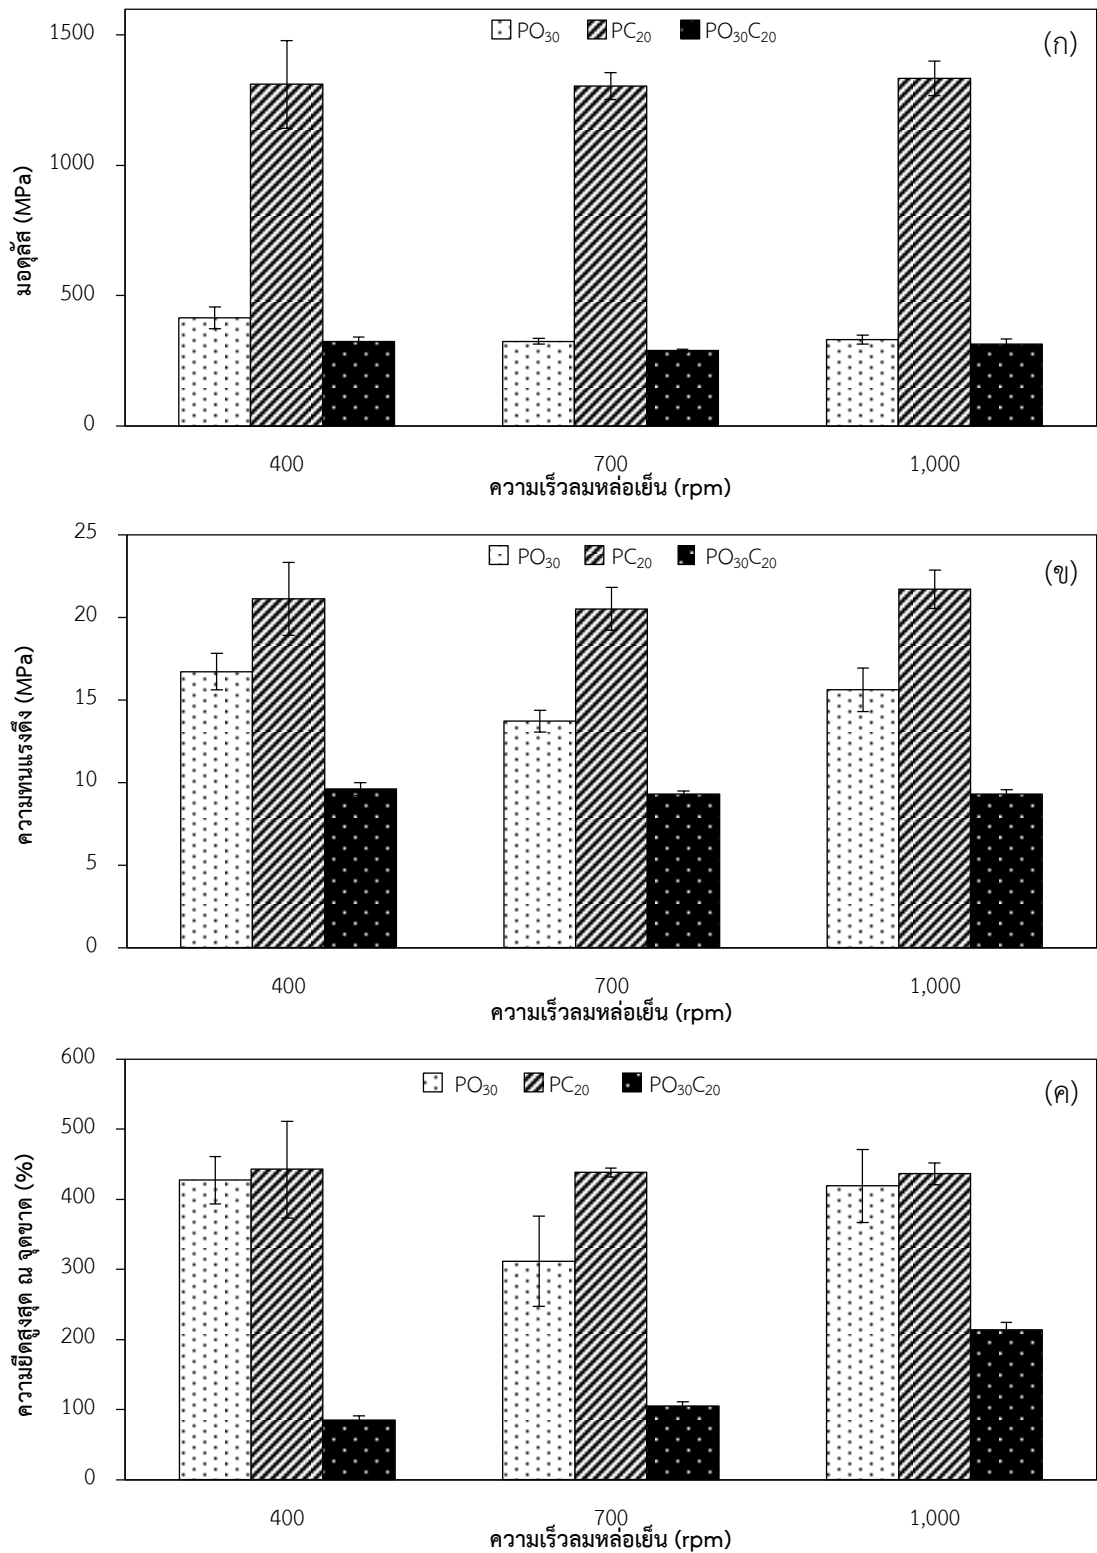 1500
PO₃₀ PC₂₀ PO₃₀C₂₀
(ก)
1000
500
0
มอดุลัส (MPa)
400 700 1,000
ความเร็วลมหล่อเย็น (rpm)
25
PO₃₀ PC₂₀ PO₃₀C₂₀
(ข)
20
15
10
5
0
ความทนแรงดึง (MPa)
400 700 1,000
ความเร็วลมหล่อเย็น (rpm)
600
PO₃₀ PC₂₀ PO₃₀C₂₀
(ค)
500
400
300
200
100
0
ความยืดสูงสุด ณ จุดขาด (%)
400 700 1,000
ความเร็วลมหล่อเย็น (rpm)